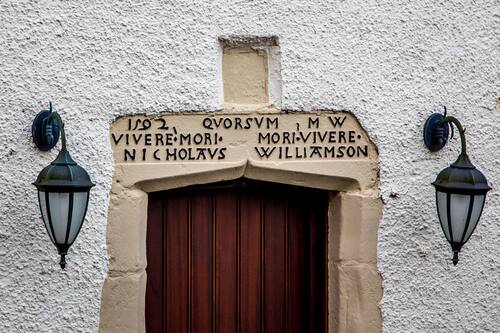 1592 QVORSVM M W
VIVERE·MORI· MORI·VIVERE·
NICHOLAVS WILLIAMSON